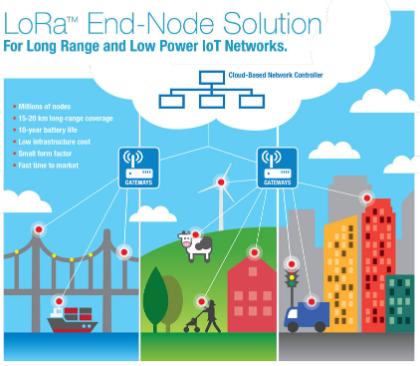 LoRa™ End-Node Solution
For Long Range and Low Power IoT Networks.
Cloud-Based Network Controller
• Millions of nodes
• 15-20 km long-range coverage
• 10-year battery life
• Low infrastructure cost
• Small form factor
• Fast time to market
GATEWAYS
GATEWAYS